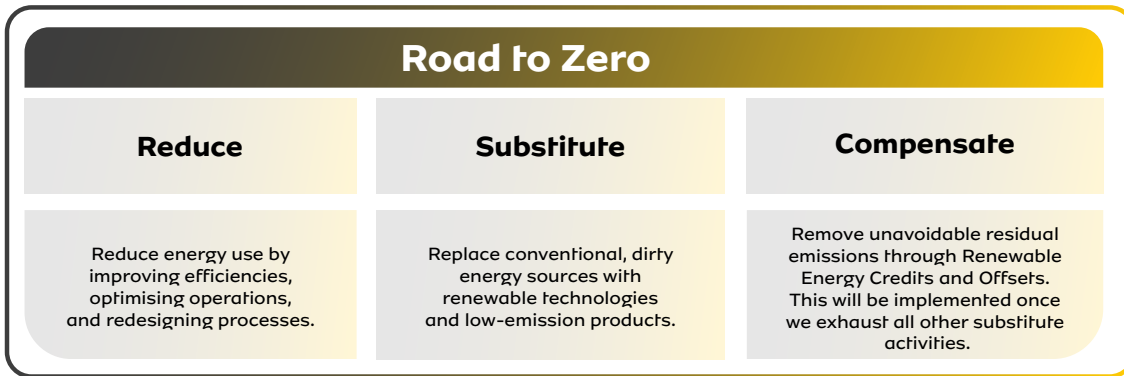 Road to Zero
Reduce
Substitute
Compensate
Reduce energy use by
improving efficiencies,
optimising operations,
and redesigning processes.
Replace conventional, dirty
energy sources with
renewable technologies
and low-emission products.
Remove unavoidable residual
emissions through Renewable
Energy Credits and Offsets.
This will be implemented once
we exhaust all other substitute
activities.